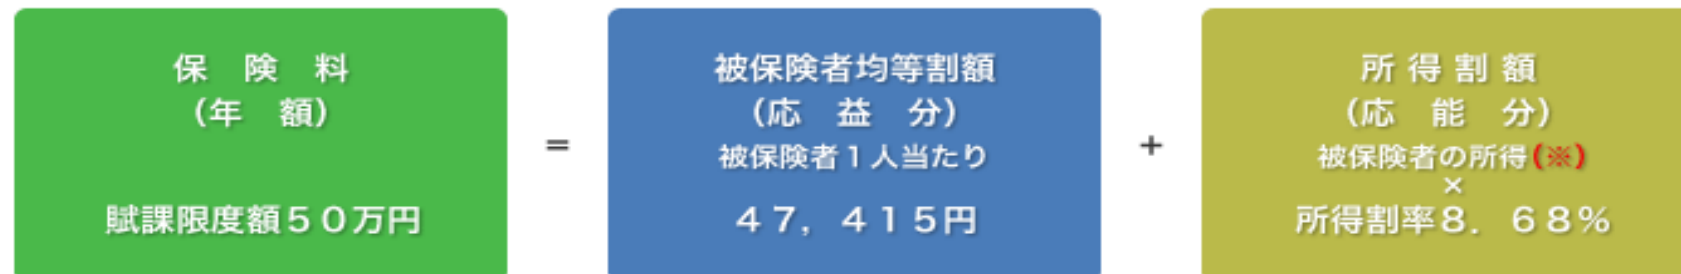 保　険　料
（年　額）
賦課限度額５０万円
＝
被保険者均等割額
（応　益　分）
被保険者１人当たり
４７，４１５円
＋
所 得 割 額
（応　能　分）
被保険者の所得(※)
×
所得割率８．６８％